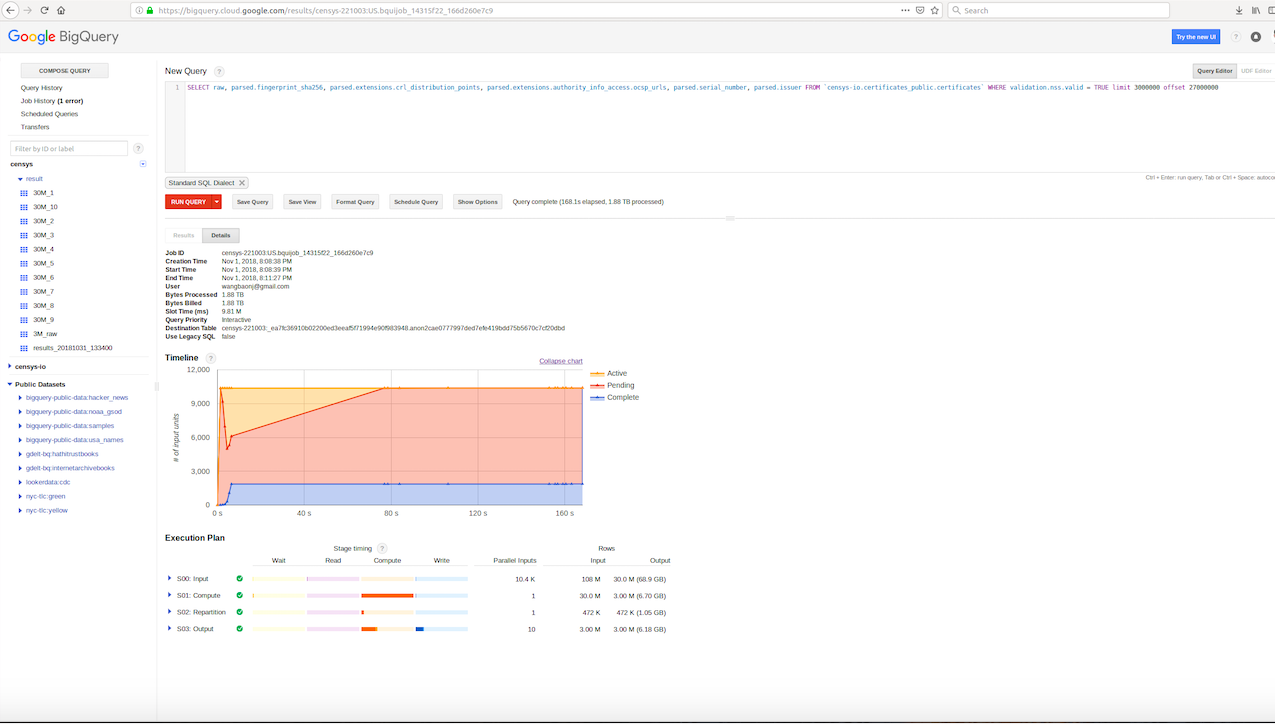 https://bigquery.cloud.google.com/results/censys-221003:US.bquijob_14315f22_166d260e7c9
Search
Google BigQuery
Try the new UI
?
COMPOSE QUERY
Query History
Job History (1 error)
Scheduled Queries
Transfers
Filter by ID or label
?
censys
result
30M_1
30M_10
30M_2
30M_3
30M_4
30M_5
30M_6
30M_7
30M_8
30M_9
3M_raw
results_20181031_133400
censys-io
Public Datasets
bigquery-public-data:hacker_news
bigquery-public-data:noaa_gsod
bigquery-public-data:samples
bigquery-public-data:usa_names
gdelt-bq:hathitrustbooks
gdelt-bq:internetarchivebooks
lookerdata:cdc
nyc-tlc:green
nyc-tlc:yellow
New Query ?
Query Editor UDF Editor
1 SELECT raw, parsed.fingerprint_sha256, parsed.extensions.crl_distribution_points, parsed.extensions.authority_info_access.ocsp_urls, parsed.serial_number, parsed.issuer FROM `censys-io.certificates_public.certificates` WHERE validation.nss.valid = TRUE limit 3000000 offset 27000000
Ctrl + Enter: run query, Tab or Ctrl + Space: autoco
Standard SQL Dialect X
RUN QUERY Save Query Save View Format Query Schedule Query Show Options Query complete (168.1s elapsed, 1.88 TB processed)
Results Details
Job ID censys-221003:US.bquijob_14315f22_166d260e7c9
Creation Time Nov 1, 2018, 8:08:38 PM
Start Time Nov 1, 2018, 8:08:39 PM
End Time Nov 1, 2018, 8:11:27 PM
User wangbaonj@gmail.com
Bytes Processed 1.88 TB
Bytes Billed 1.88 TB
Slot Time (ms) 9.81 M
Query Priority Interactive
Destination Table censys-221003:_ea7fc36910b02200ed3eeaf5f71994e90f983948.anon2cae0777997ded7efe419bdd75b5670c7cf20dbd
Use Legacy SQL false
Timeline ?
Collapse chart
# of input units
12,000
9,000
6,000
3,000
0
0 s 40 s 80 s 120 s 160 s
Active
Pending
Complete
Execution Plan
Stage timing ? Rows
Wait Read Compute Write Parallel Inputs Input Output
S00: Input 10.4 K 108 M 30.0 M (68.9 GB)
S01: Compute 1 30.0 M 3.00 M (6.70 GB)
S02: Repartition 1 472 K 472 K (1.05 GB)
S03: Output 10 3.00 M 3.00 M (6.18 GB)